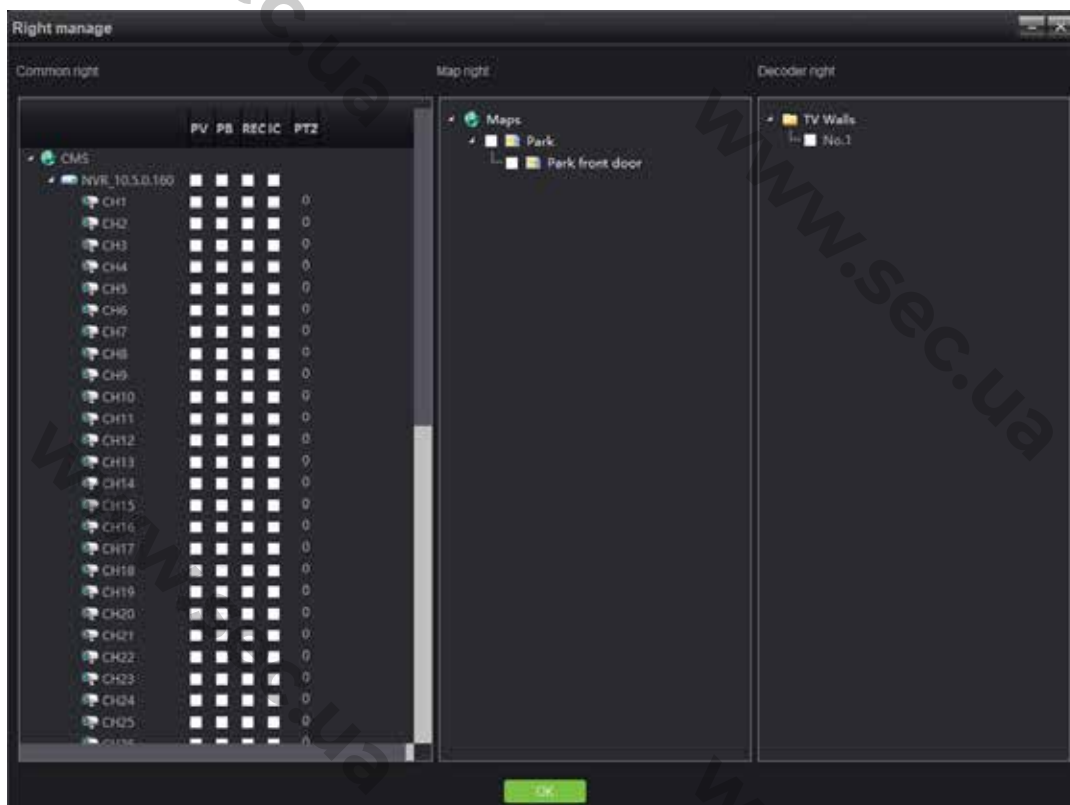 Right manage
Common right
Map right
Decoder right
PV PB REC IC PTZ
CMS
NVR_10.5.0.160
CH1 0
CH2 0
CH3 0
CH4 0
CH5 0
CH6 0
CH7 0
CH8 0
CH9 0
CH10 0
CH11 0
CH12 0
CH13 0
CH14 0
CH15 0
CH16 0
CH17 0
CH18 0
CH19 0
CH20 0
CH21 0
CH22 0
CH23 0
CH24 0
CH25 0
CH26 0
Maps
Park
Park front door
TV Walls
No.1
OK
www.sec.ua
www.sec.ua